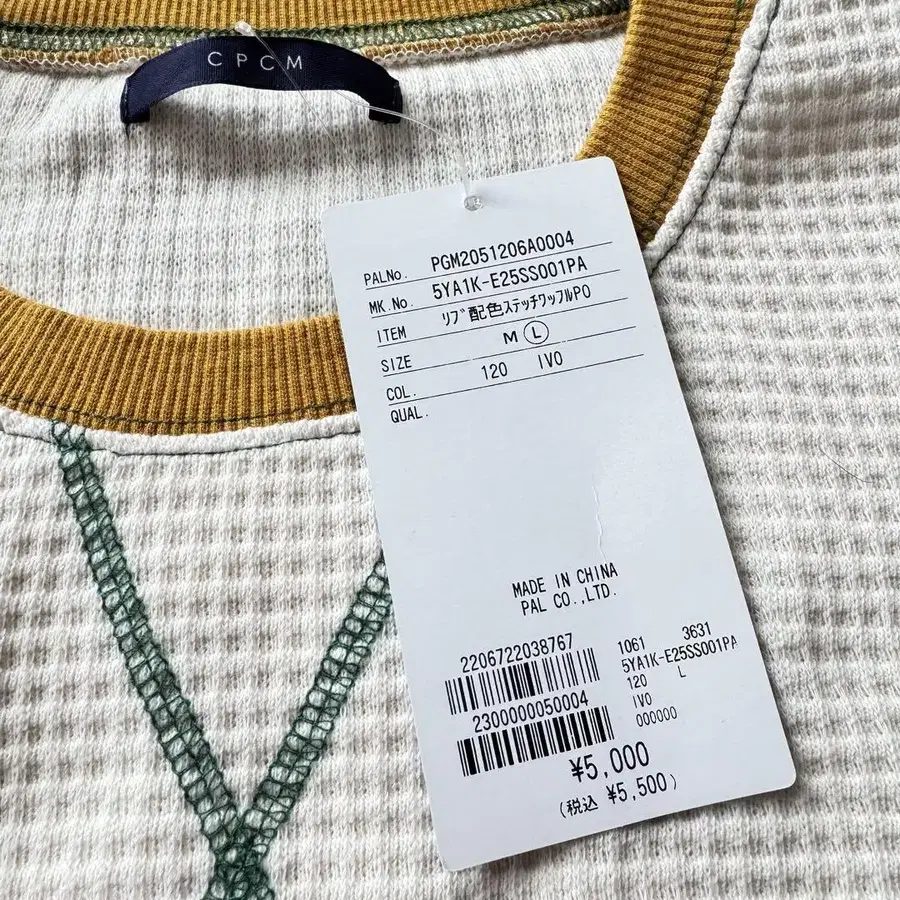 CPCM
PALNo. PGM2051206A0004
MK.No. 5YA1K-E25SS001PA
ITEM ﾘﾌﾞ配色ｽﾃｯﾁﾜｯﾌﾙPO
SIZE M L
COL. 120 IVO
QUAL.
MADE IN CHINA
PAL CO.,LTD.
2206722038767
2300000050004
1061 3631
5YA1K-E25SS001PA
120 L
IVO
000000
¥5,000
(税込 ¥5,500)